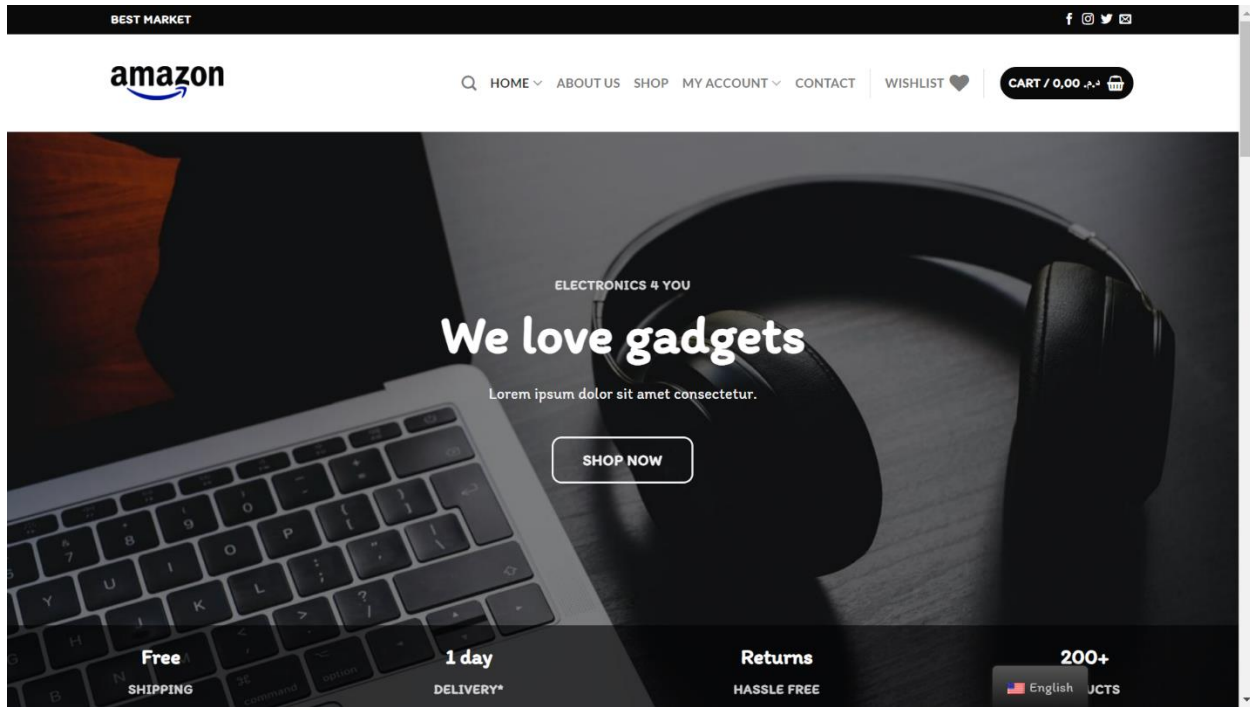 BEST MARKET
amazon
HOME ABOUT US SHOP MY ACCOUNT CONTACT WISHLIST CART / 0,00 د.م.
ELECTRONICS 4 YOU
We love gadgets
Lorem ipsum dolor sit amet consectetur.
SHOP NOW
Free 1 day Returns 200+
SHIPPING DELIVERY* HASSLE FREE UCTS
English